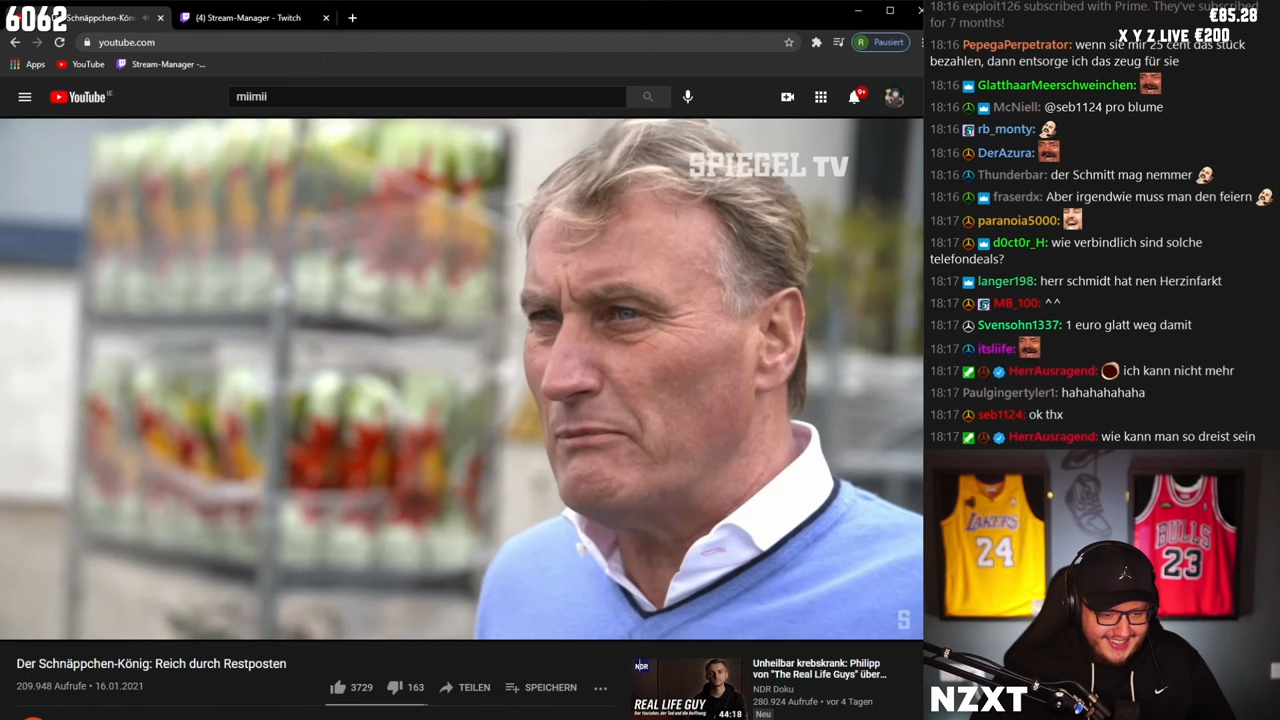 6062
Schnäppchen-Kön
(4) Stream-Manager - Twitch
youtube.com
R
Pausiert
Apps
YouTube
Stream-Manager -...
YouTube IE
miimii
9+
SPIEGEL TV
S
Der Schnäppchen-König: Reich durch Restposten
209.948 Aufrufe • 16.01.2021
3729
163
TEILEN
SPEICHERN
NDR
REAL LIFE GUY
44:18
Unheilbar krebskrank: Philipp
von "The Real Life Guys" über...
NDR Doku
280.924 Aufrufe • vor 4 Tagen
Neu
18:16 exploit126 subscribed with Prime. They've subscribed
for 7 months!
€85.28
X Y Z LIVE €200
18:16 PepegaPerpetrator: wenn sie mir 25 cent das stück
bezahlen, dann entsorge ich das zeug für sie
18:16 GlatthaarMeerschweinchen:
18:16 McNiell: @seb1124 pro blume
18:16 rb_monty:
18:16 DerAzura:
18:16 Thunderbar: der Schmitt mag nemmer
18:16 fraserdx: Aber irgendwie muss man den feiern
18:17 paranoia5000:
18:17 d0ct0r_H: wie verbindlich sind solche
telefondeals?
18:17 langer198: herr schmidt hat nen Herzinfarkt
18:17 MB_100: ^^
18:17 Svensohn1337: 1 euro glatt weg damit
18:17 itsliife:
18:17 HerrAusragend: ich kann nicht mehr
18:17 Paulgingertyler1: hahahahahaha
18:17 seb1124: ok thx
18:17 HerrAusragend: wie kann man so dreist sein
LAKERS
24
BULLS
23
NZXT